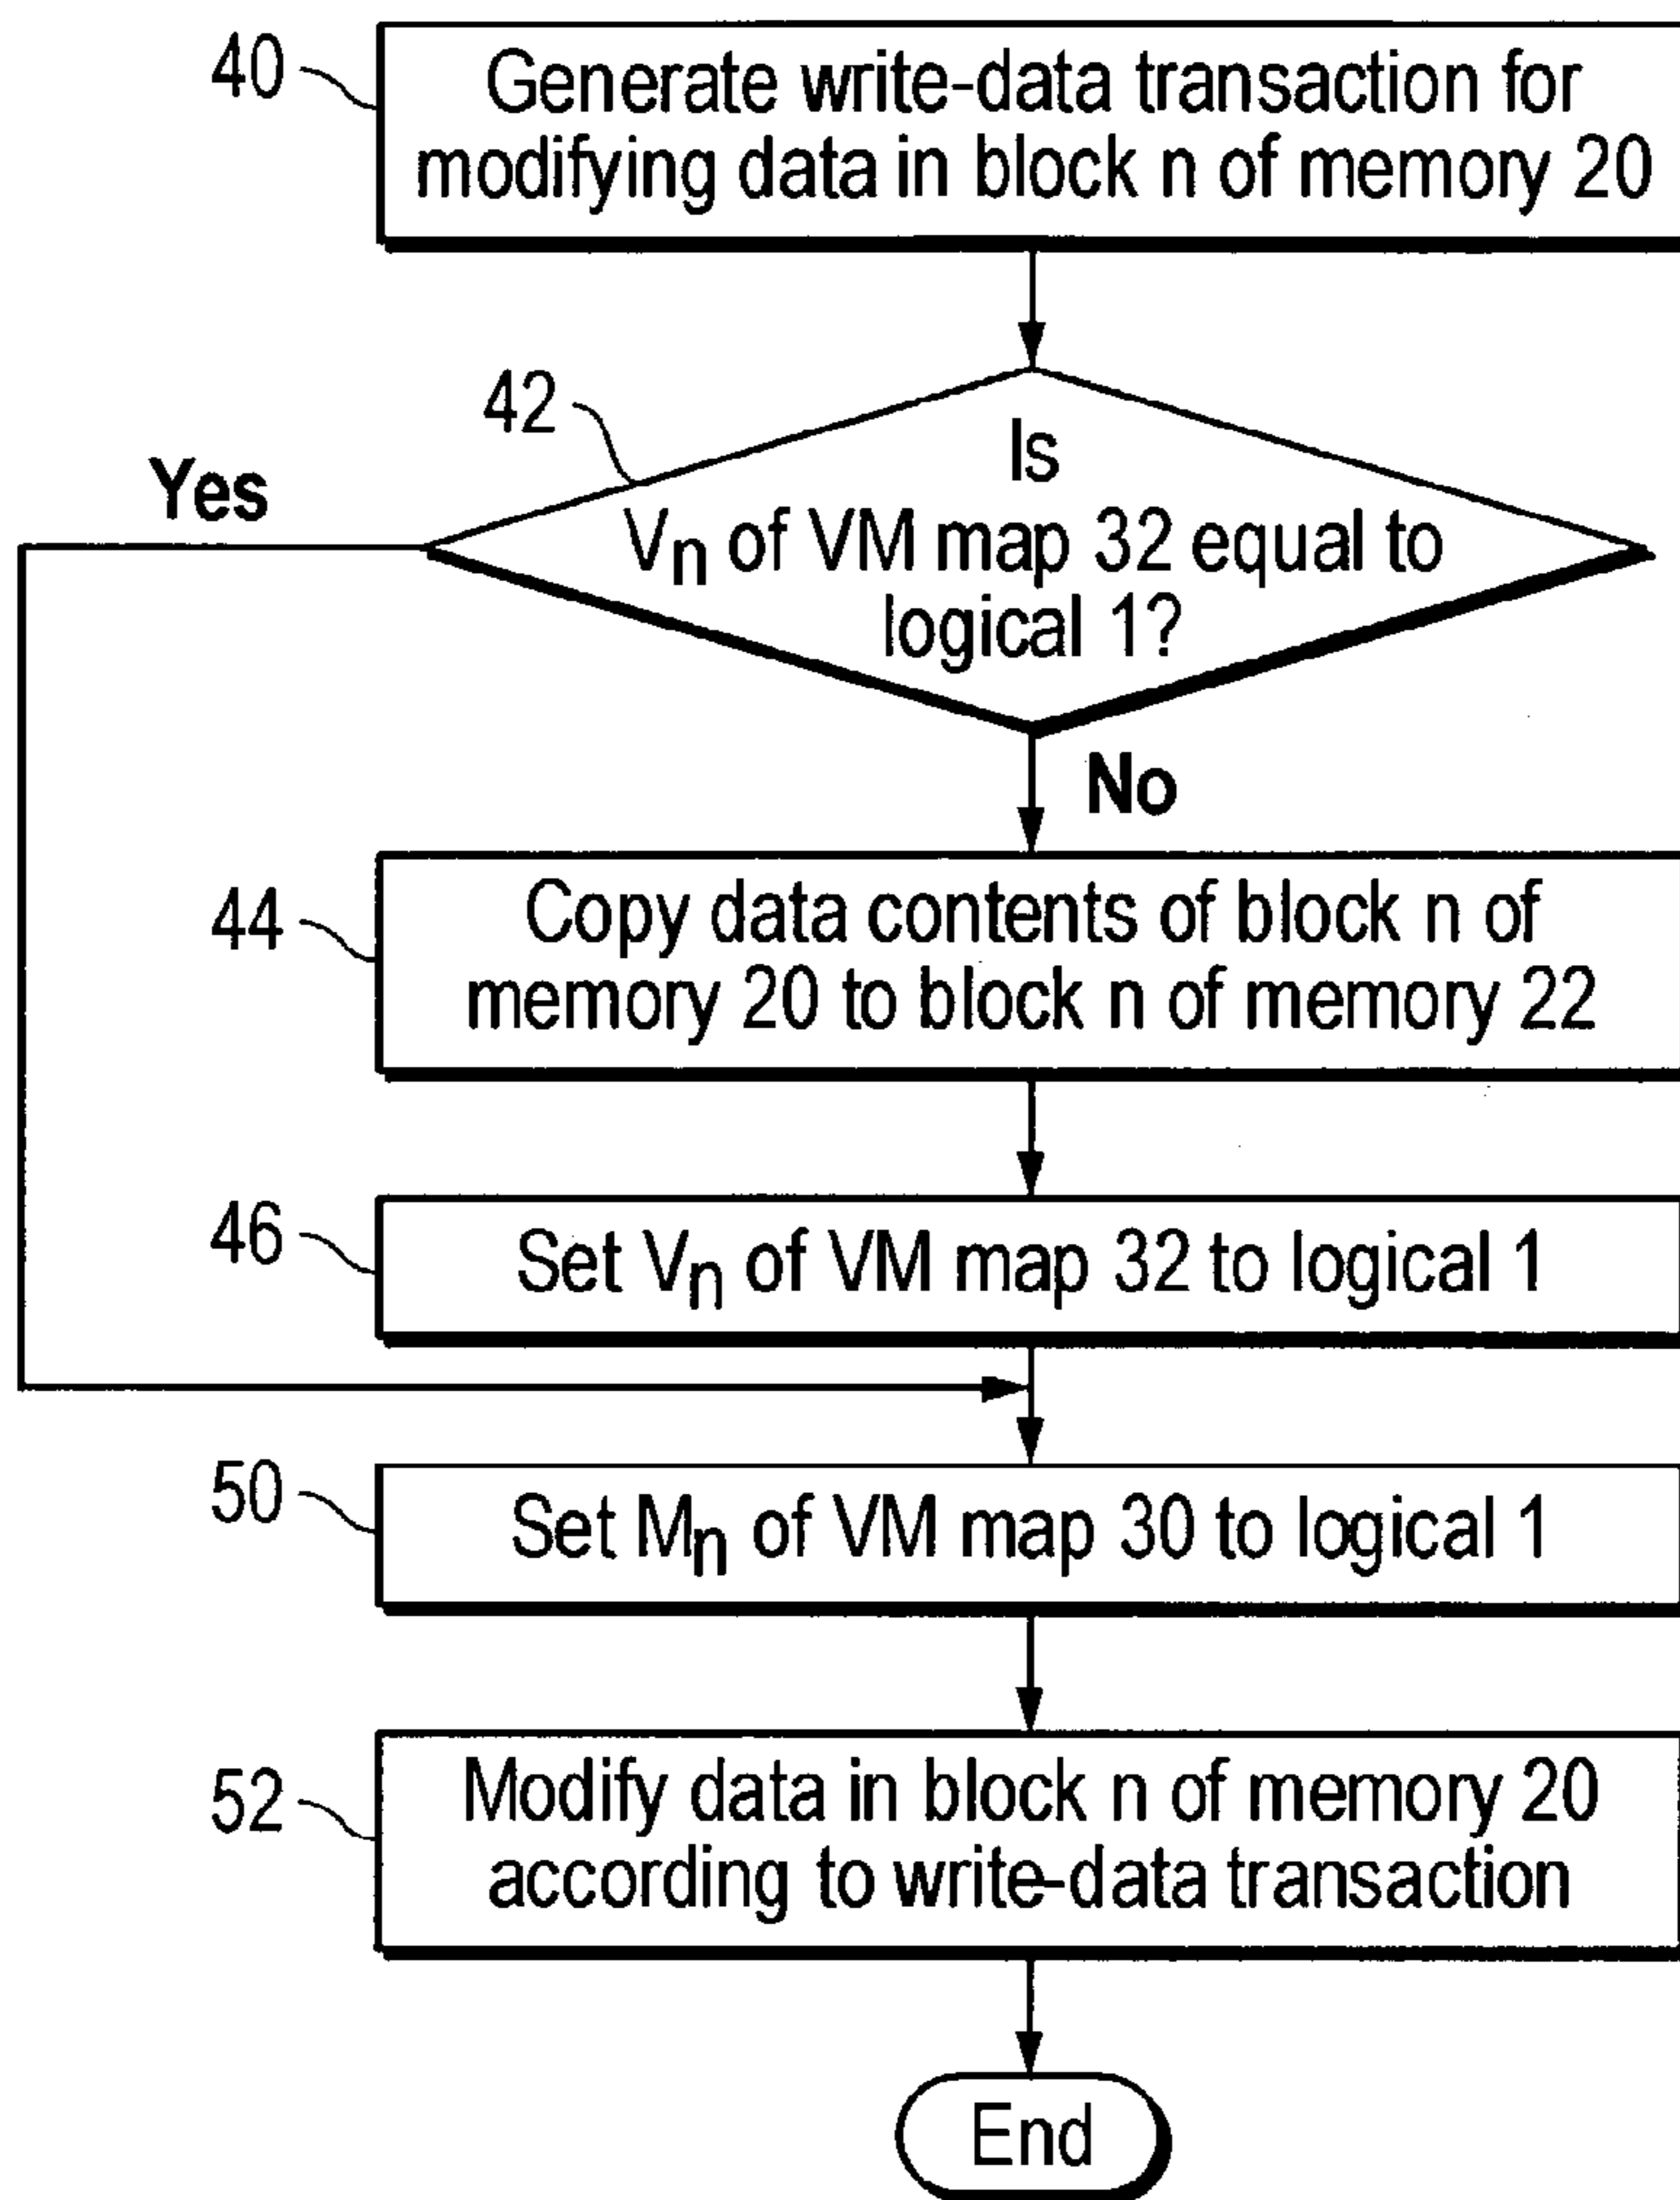 40
Generate write-data transaction for
modifying data in block n of memory 20
42
Yes
Is
Vn of VM map 32 equal to
logical 1?
No
44
Copy data contents of block n of
memory 20 to block n of memory 22
46
Set Vn of VM map 32 to logical 1
50
Set Mn of VM map 30 to logical 1
52
Modify data in block n of memory 20
according to write-data transaction
End